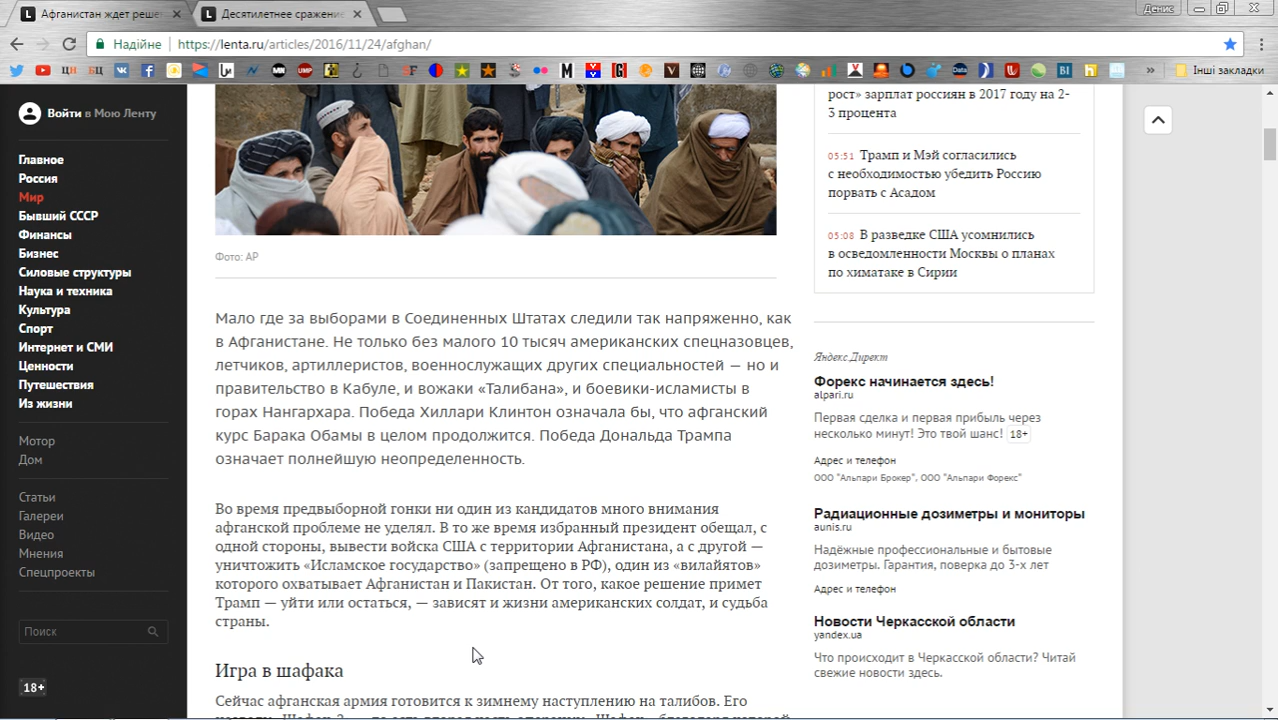 Афганистан ждет реше
Десятилетнее сражение
Денис
Надійне
https://lenta.ru/articles/2016/11/24/afghan/
Інші закладки
Войти в Мою Ленту
Главное
Россия
Мир
Бывший СССР
Финансы
Бизнес
Силовые структуры
Наука и техника
Культура
Спорт
Интернет и СМИ
Ценности
Путешествия
Из жизни
Мотор
Дом
Статьи
Галереи
Видео
Мнения
Спецпроекты
Поиск
18+
Фото: AP
Мало где за выборами в Соединенных Штатах следили так напряженно, как
в Афганистане. Не только без малого 10 тысяч американских спецназовцев,
летчиков, артиллеристов, военнослужащих других специальностей — но и
правительство в Кабуле, и вожаки «Талибана», и боевики-исламисты в
горах Нангархара. Победа Хиллари Клинтон означала бы, что афганский
курс Барака Обамы в целом продолжится. Победа Дональда Трампа
означает полнейшую неопределенность.
Во время предвыборной гонки ни один из кандидатов много внимания
афганской проблеме не уделял. В то же время избранный президент обещал, с
одной стороны, вывести войска США с территории Афганистана, а с другой —
уничтожить «Исламское государство» (запрещено в РФ), один из «вилайятов»
которого охватывает Афганистан и Пакистан. От того, какое решение примет
Трамп — уйти или остаться, — зависят и жизни американских солдат, и судьба
страны.
Игра в шафака
Сейчас афганская армия готовится к зимнему наступлению на талибов. Его
рост» зарплат россиян в 2017 году на 2-
3 процента
05:51 Трамп и Мэй согласились
с необходимостью убедить Россию
порвать с Асадом
05:08 В разведке США усомнились
в осведомленности Москвы о планах
по химатаке в Сирии
Яндекс.Директ
Форекс начинается здесь!
alpari.ru
Первая сделка и первая прибыль через
несколько минут! Это твой шанс! 18+
Адрес и телефон
ООО "Альпари Брокер", ООО "Альпари Форекс"
Радиационные дозиметры и мониторы
aunis.ru
Надёжные профессиональные и бытовые
дозиметры. Гарантия, поверка до 3-х лет
Адрес и телефон
Новости Черкасской области
yandex.ua
Что происходит в Черкасской области? Читай
свежие новости здесь.